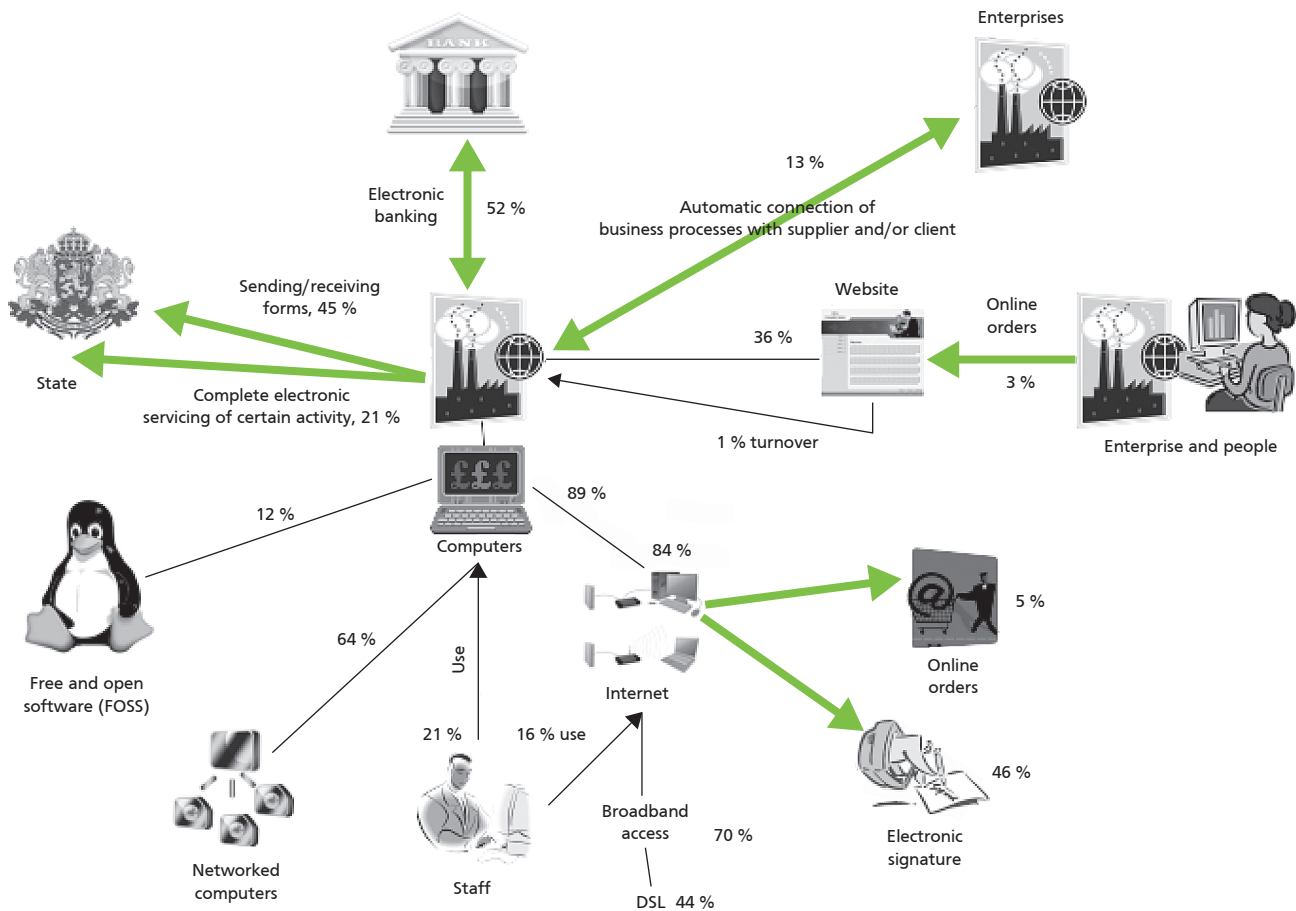 Enterprises
BANK
13 %
Electronic
banking
52 %
Automatic connection of
business processes with supplier and/or client
Sending/receiving
forms, 45 %
Website
Online
orders
36 %
3 %
State
Complete electronic
servicing of certain activity, 21 %
1 % turnover
Enterprise and people
£££
89 %
12 %
Computers
84 %
5 %
64 %
Use
Free and open
software (FOSS)
Internet
Online
orders
21 %
16 % use
46 %
Broadband
access
70 %
Electronic
signature
Networked
computers
Staff
DSL 44 %